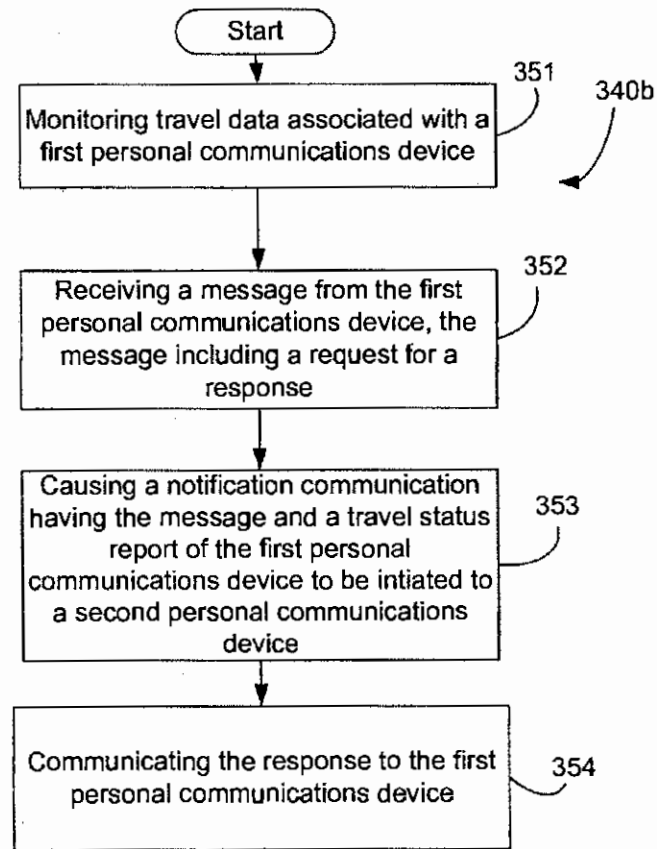 Start
351
340b
Monitoring travel data associated with a
first personal communications device
352
Receiving a message from the first
personal communications device, the
message including a request for a
response
353
Causing a notification communication
having the message and a travel status
report of the first personal
communications device to be intiated to
a second personal communications
device
354
Communicating the response to the first
personal communications device